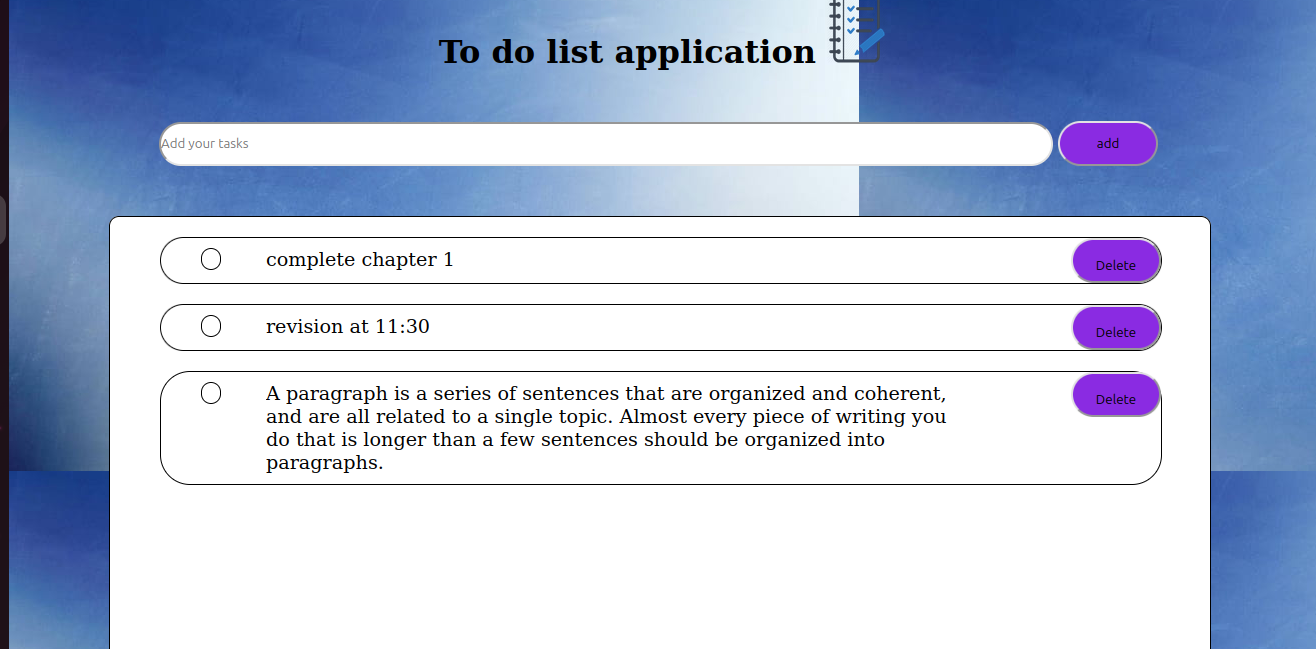 To do list application
Add your tasks
add
complete chapter 1
Delete
revision at 11:30
Delete
A paragraph is a series of sentences that are organized and coherent,
and are all related to a single topic. Almost every piece of writing you
do that is longer than a few sentences should be organized into
paragraphs.
Delete